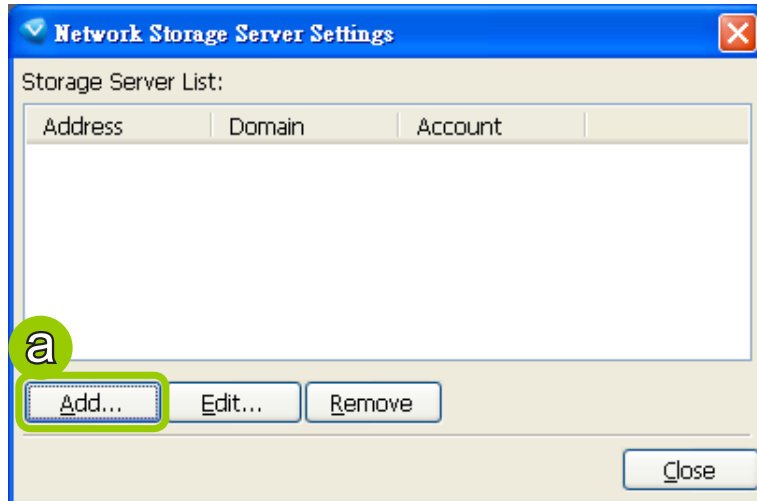 Network Storage Server Settings
Storage Server List:
Address Domain Account
a
Add... Edit... Remove
Close